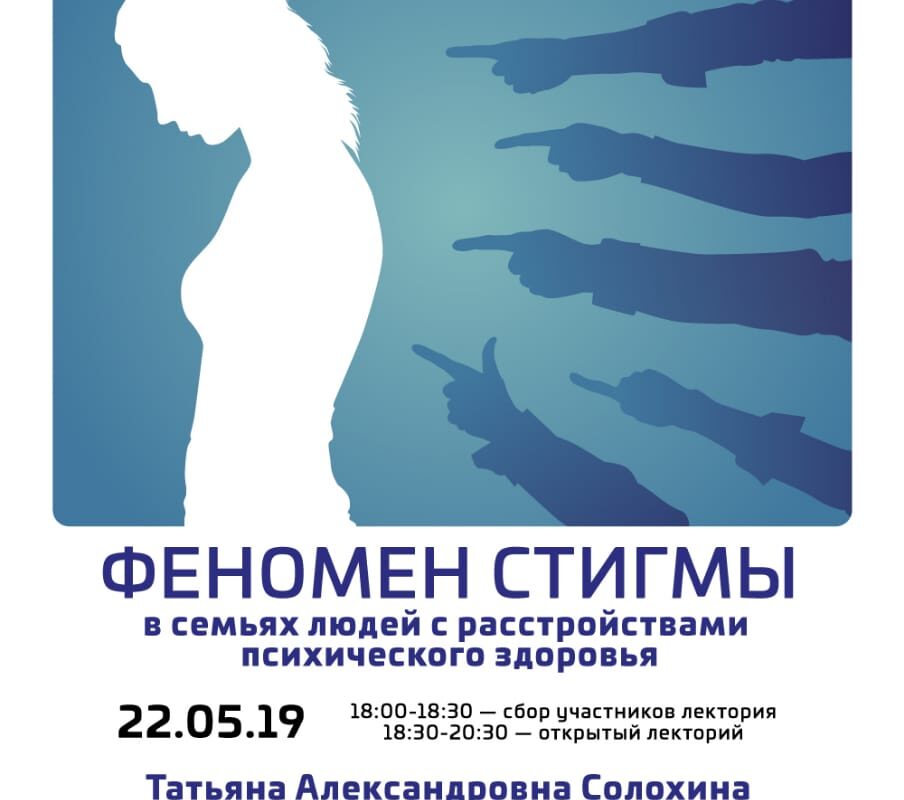 ФЕНОМЕН СТИГМЫ
в семьях людей с расстройствами
психического здоровья
22.05.19
18:00-18:30 — сбор участников лектория
18:30-20:30 — открытый лекторий
Татьяна Александровна Солохина